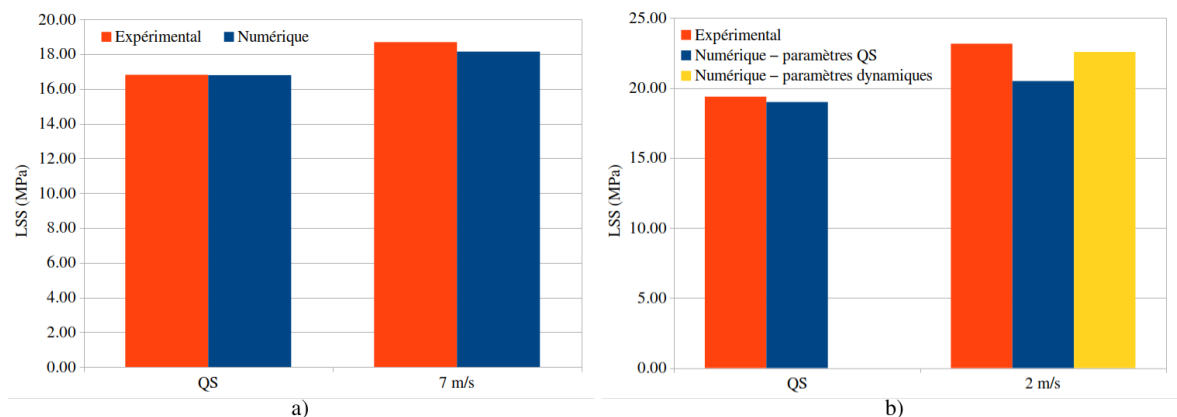 20.00
18.00
16.00
14.00
12.00
10.00
8.00
6.00
4.00
2.00
0.00
LSS (MPa)
Expérimental Numérique
QS 7 m/s
a)
25.00
20.00
15.00
10.00
5.00
0.00
LSS (MPa)
Expérimental
Numérique – paramètres QS
Numérique – paramètres dynamiques
QS 2 m/s
b)